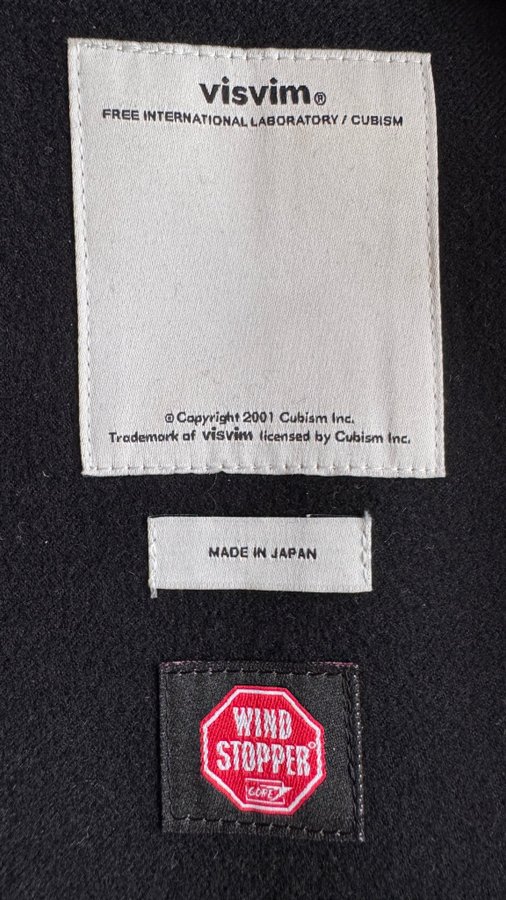 visvim®
FREE INTERNATIONAL LABORATORY / CUBISM
© Copyright 2001 Cubism Inc.
Trademark of visvim licensed by Cubism Inc.
MADE IN JAPAN
WIND
STOPPER®
GORE